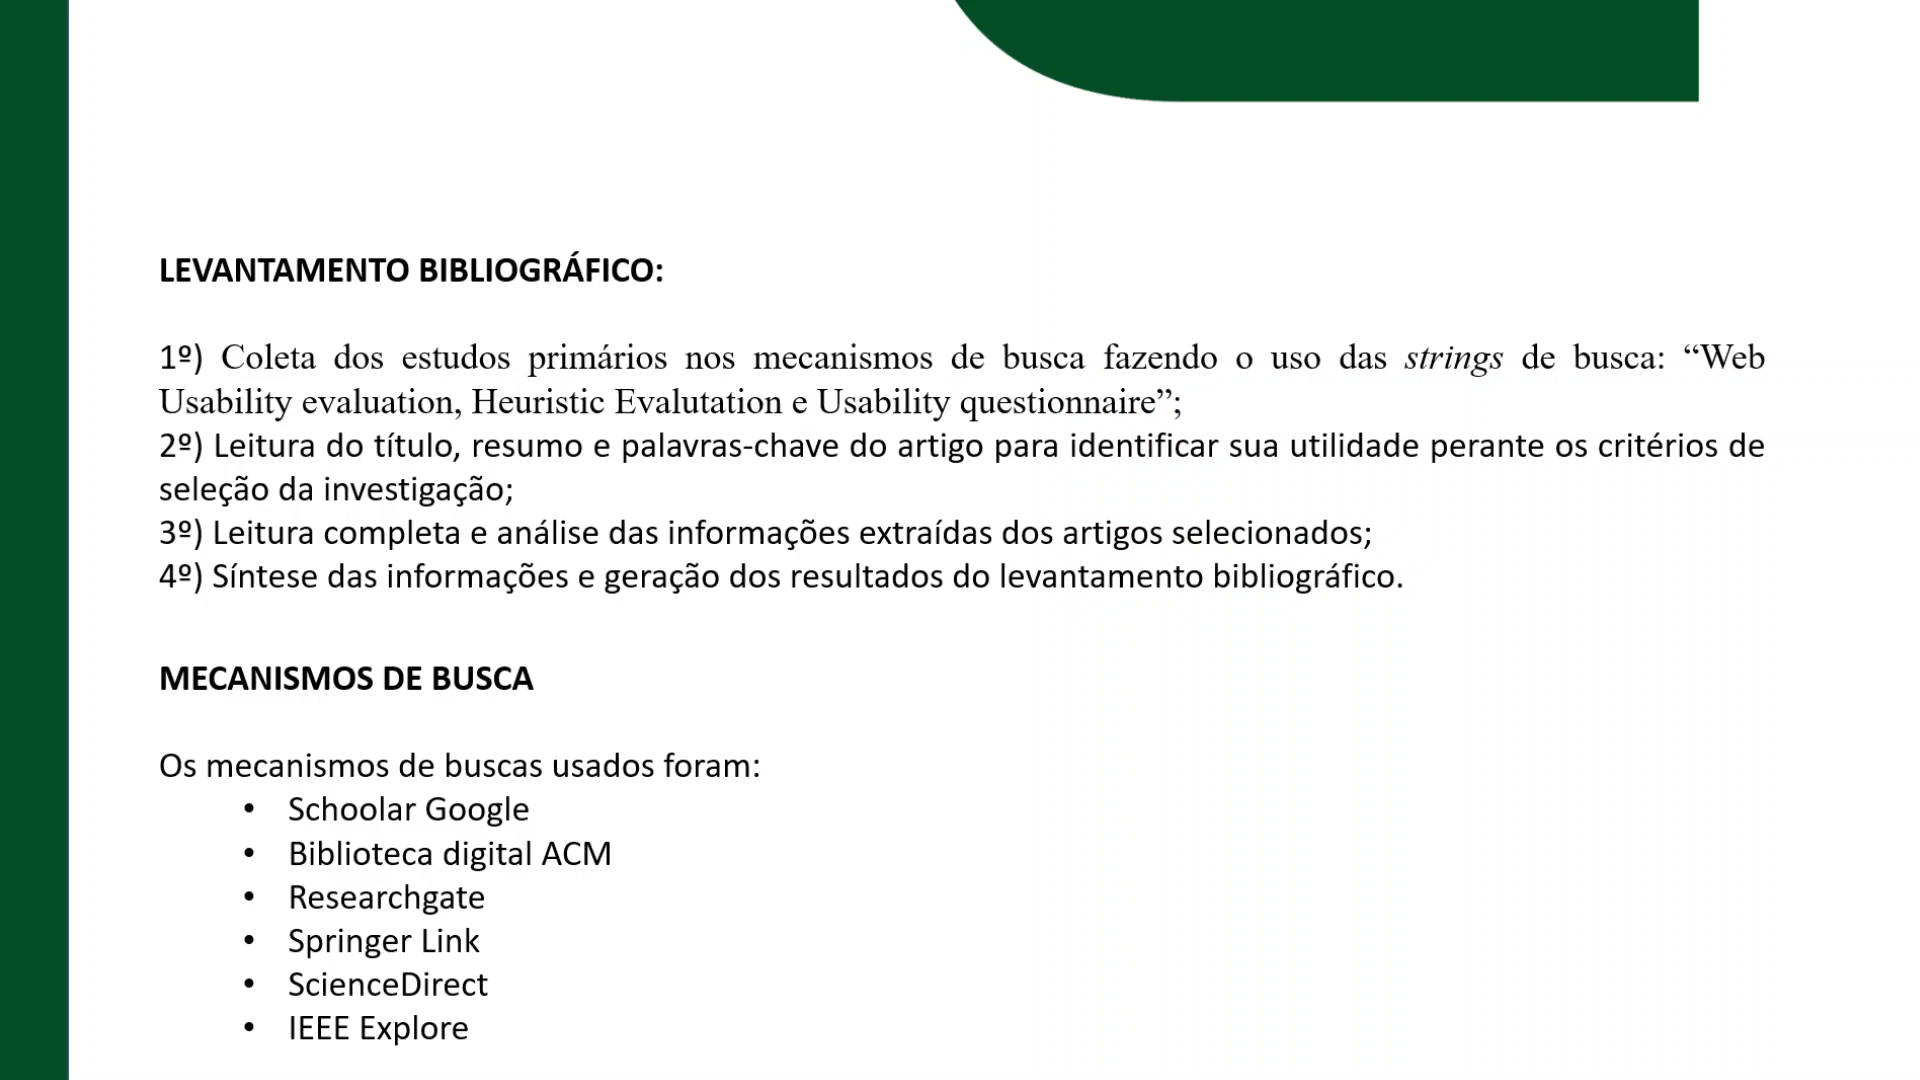 LEVANTAMENTO BIBLIOGRÁFICO:
1º) Coleta dos estudos primários nos mecanismos de busca fazendo o uso das strings de busca: “Web
Usability evaluation, Heuristic Evalutation e Usability questionnaire”;
2º) Leitura do título, resumo e palavras-chave do artigo para identificar sua utilidade perante os critérios de
seleção da investigação;
3º) Leitura completa e análise das informações extraídas dos artigos selecionados;
4º) Síntese das informações e geração dos resultados do levantamento bibliográfico.
MECANISMOS DE BUSCA
Os mecanismos de buscas usados foram:
• Schoolar Google
• Biblioteca digital ACM
• Researchgate
• Springer Link
• ScienceDirect
• IEEE Explore